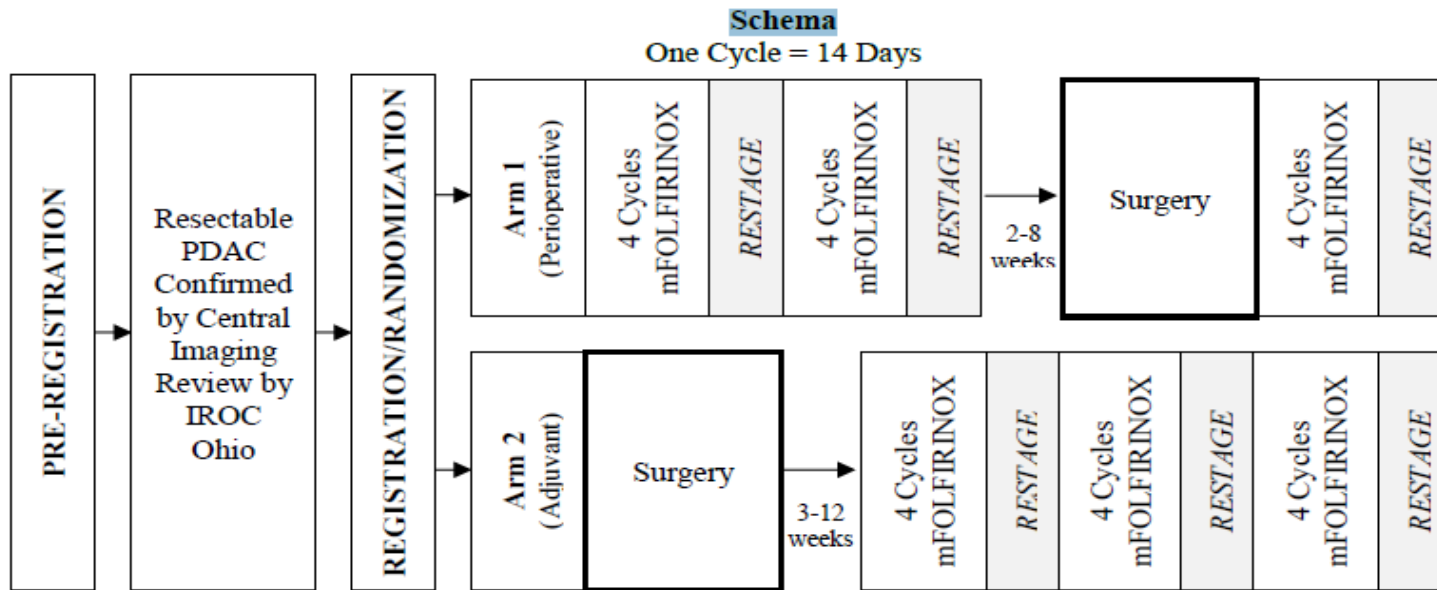 Schema
One Cycle = 14 Days
PRE-REGISTRATION
Resectable
PDAC
Confirmed
by Central
Imaging
Review by
IROC
Ohio
REGISTRATION/RANDOMIZATION
Arm 1
(Perioperative)
4 Cycles
mFOLFIRINOX
RESTAGE
4 Cycles
mFOLFIRINOX
RESTAGE
2-8
weeks
Surgery
4 Cycles
mFOLFIRINOX
RESTAGE
Arm 2
(Adjuvant)
Surgery
3-12
weeks
4 Cycles
mFOLFIRINOX
RESTAGE
4 Cycles
mFOLFIRINOX
RESTAGE
4 Cycles
mFOLFIRINOX
RESTAGE